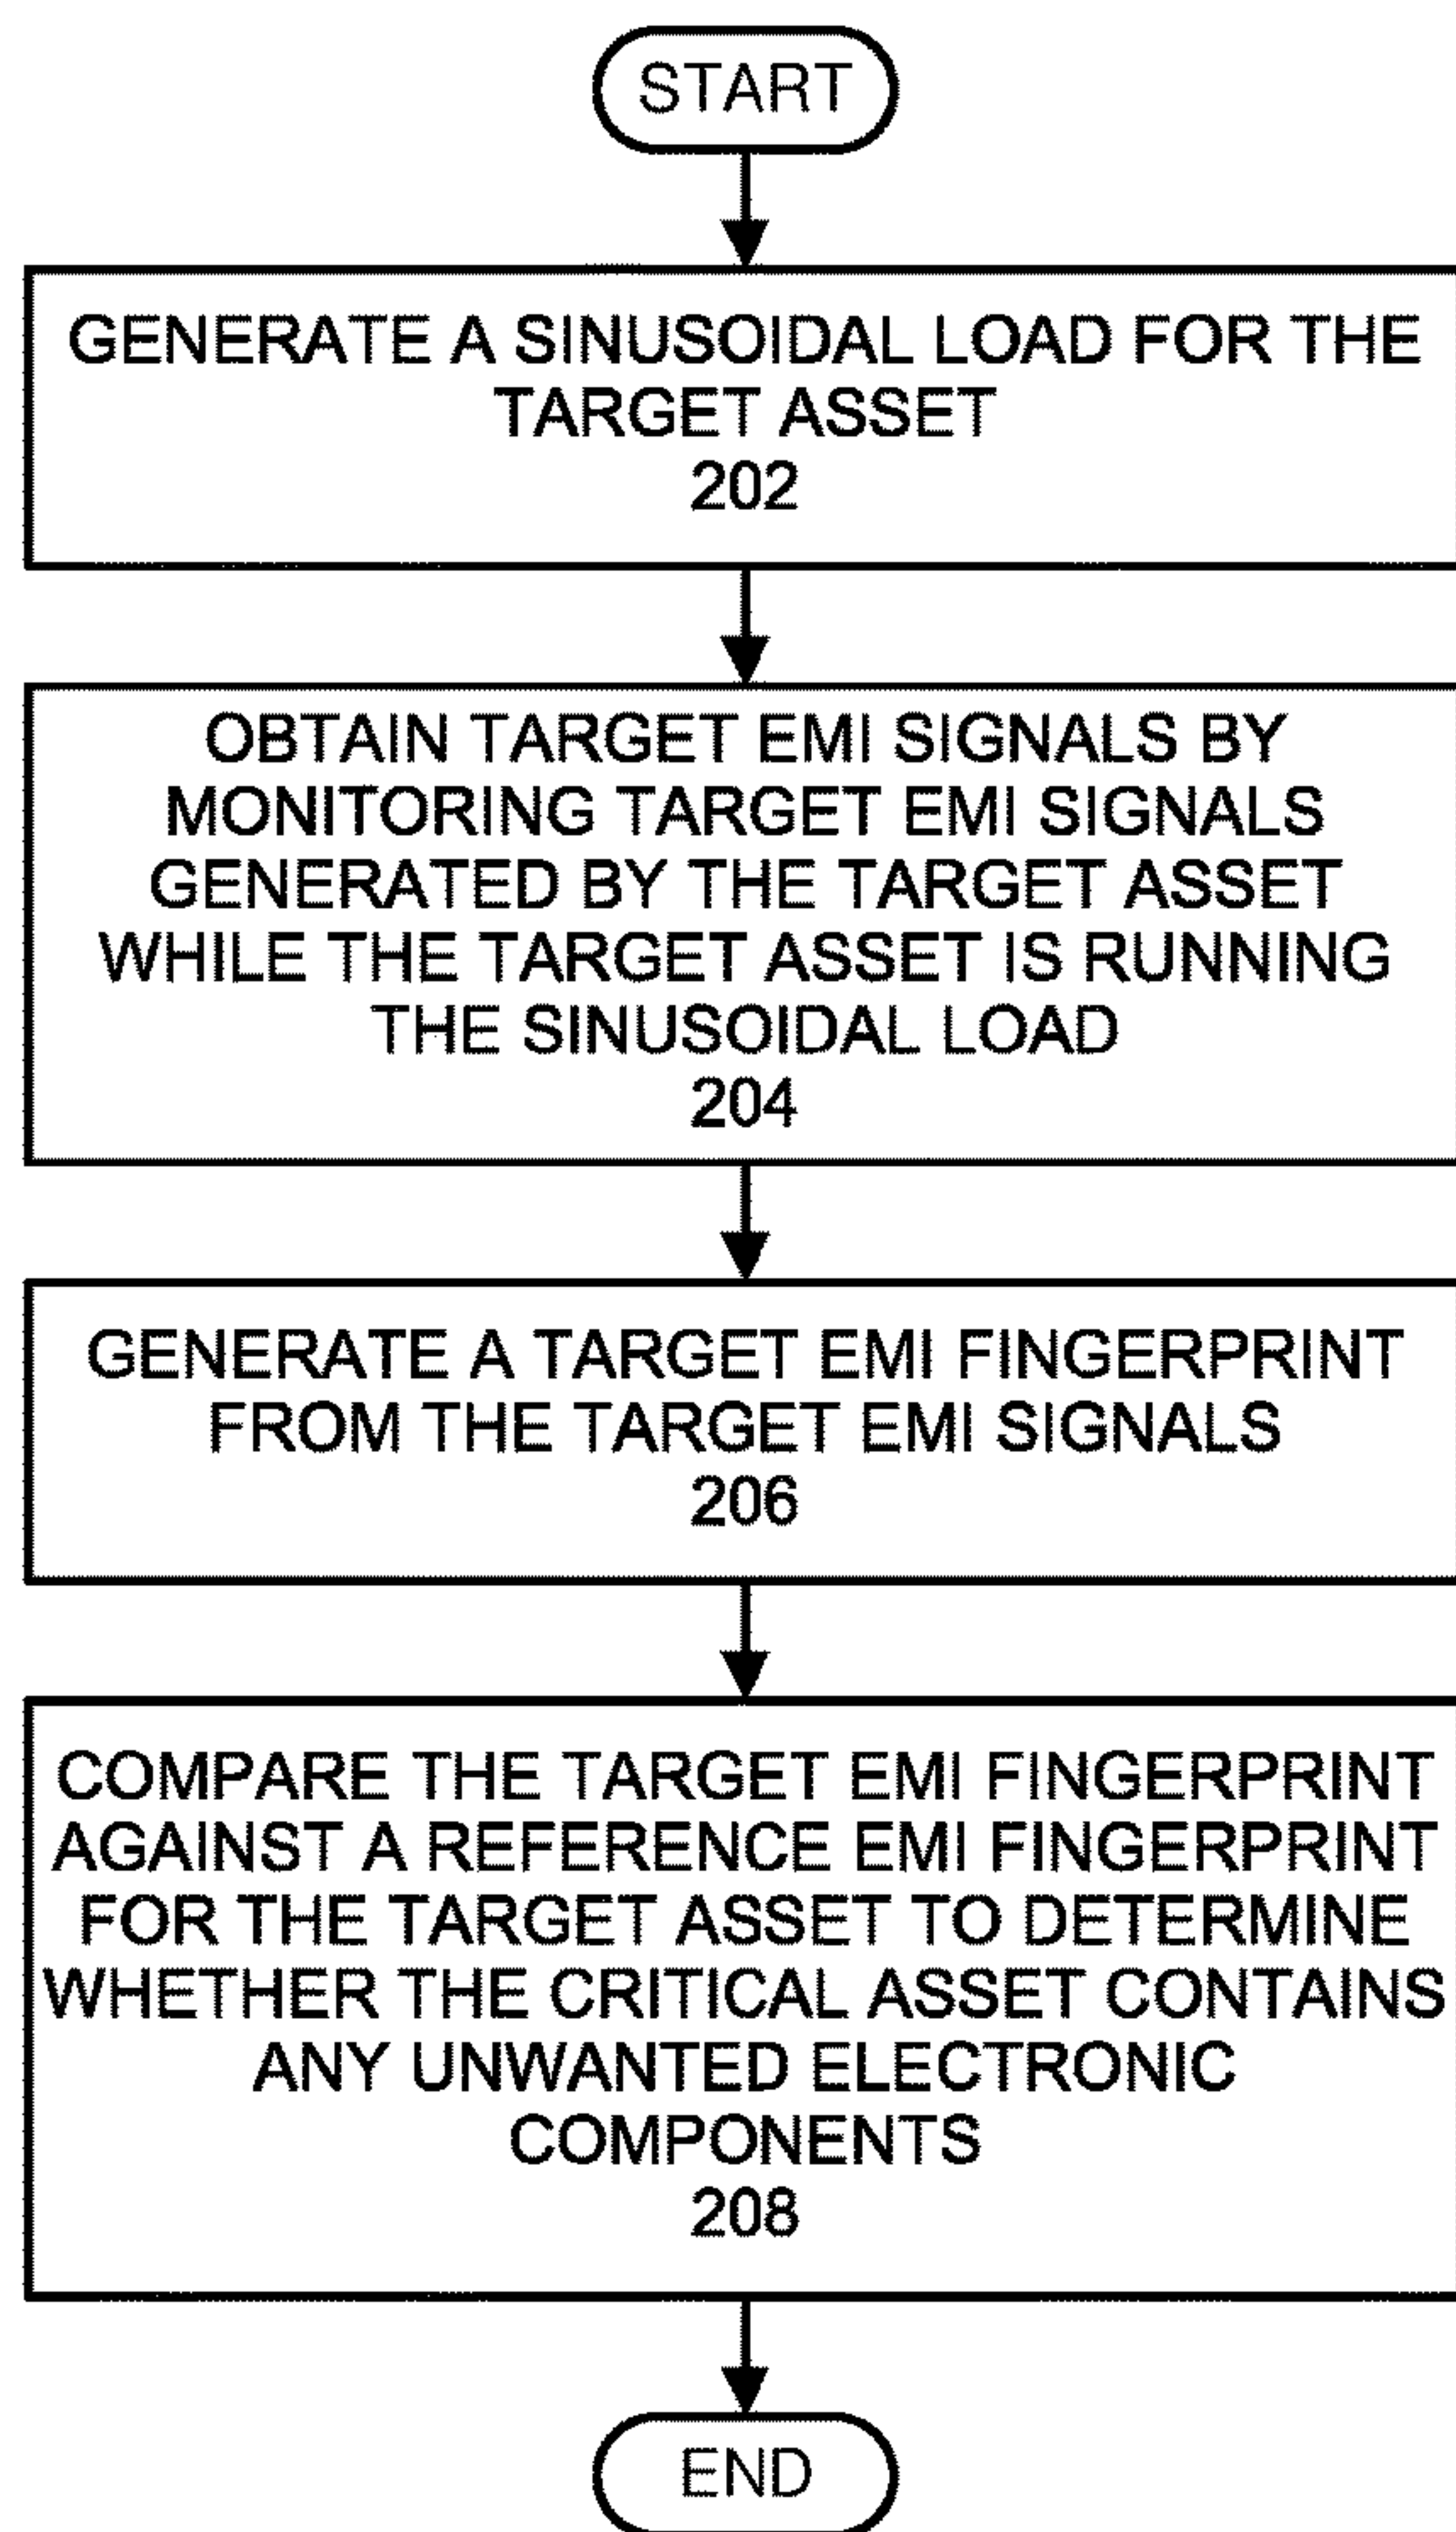 START
GENERATE A SINUSOIDAL LOAD FOR THE
TARGET ASSET
202
OBTAIN TARGET EMI SIGNALS BY
MONITORING TARGET EMI SIGNALS
GENERATED BY THE TARGET ASSET
WHILE THE TARGET ASSET IS RUNNING
THE SINUSOIDAL LOAD
204
GENERATE A TARGET EMI FINGERPRINT
FROM THE TARGET EMI SIGNALS
206
COMPARE THE TARGET EMI FINGERPRINT
AGAINST A REFERENCE EMI FINGERPRINT
FOR THE TARGET ASSET TO DETERMINE
WHETHER THE CRITICAL ASSET CONTAINS
ANY UNWANTED ELECTRONIC
COMPONENTS
208
END